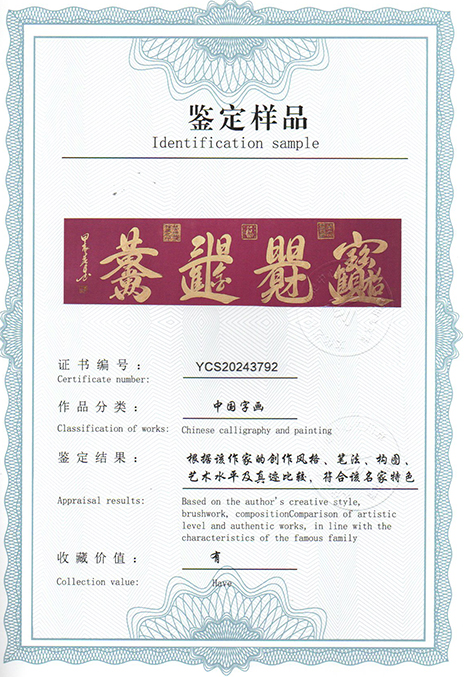 鉴定样品
Identification sample
证书编号： YCS20243792
Certificate number:
作品分类： 中国字画
Classification of works: Chinese calligraphy and painting
鉴定结果： 根据该作家的创作风格、笔法、构图、
艺术水平及真迹比较，符合该名家特色
Appraisal results: Based on the author's creative style,
brushwork, compositionComparison of artistic
level and authentic works, in line with the
characteristics of the famous family
收藏价值： 有
Collection value: Have